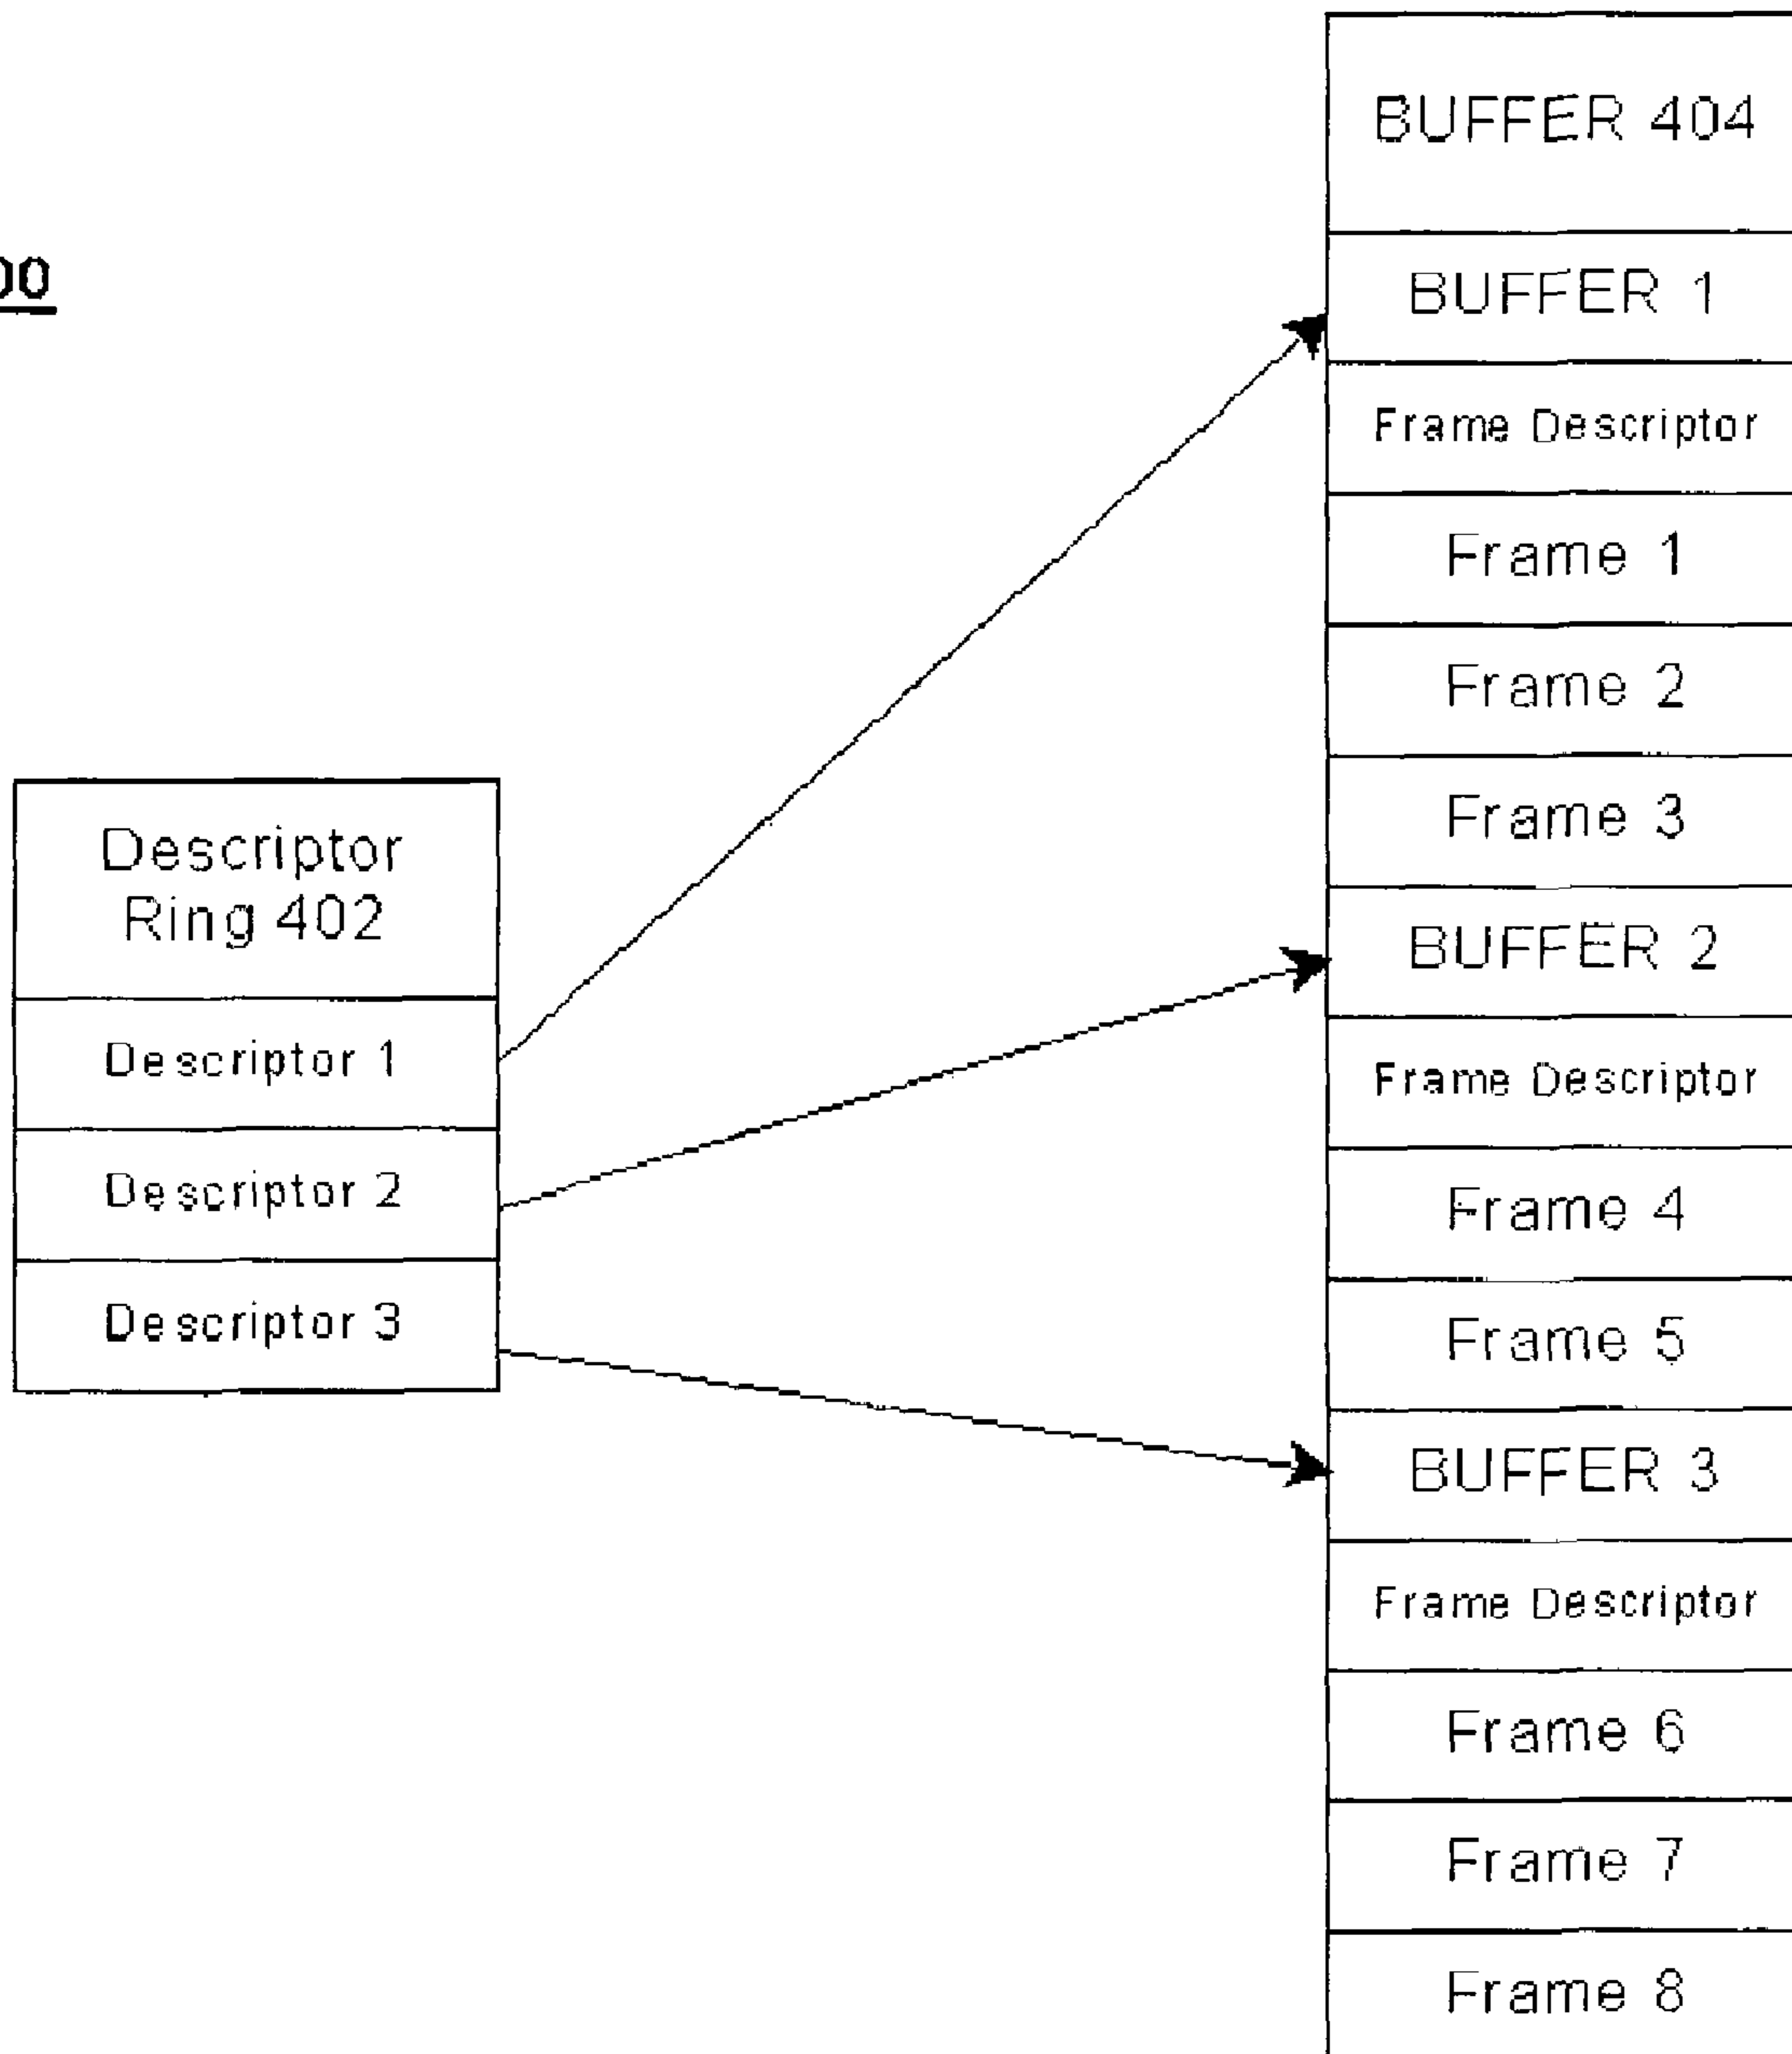 00
Descriptor
Ring 402
Descriptor 1
Descriptor 2
Descriptor 3
BUFFER 404
BUFFER 1
Frame Descriptor
Frame 1
Frame 2
Frame 3
BUFFER 2
Frame Descriptor
Frame 4
Frame 5
BUFFER 3
Frame Descriptor
Frame 6
Frame 7
Frame 8